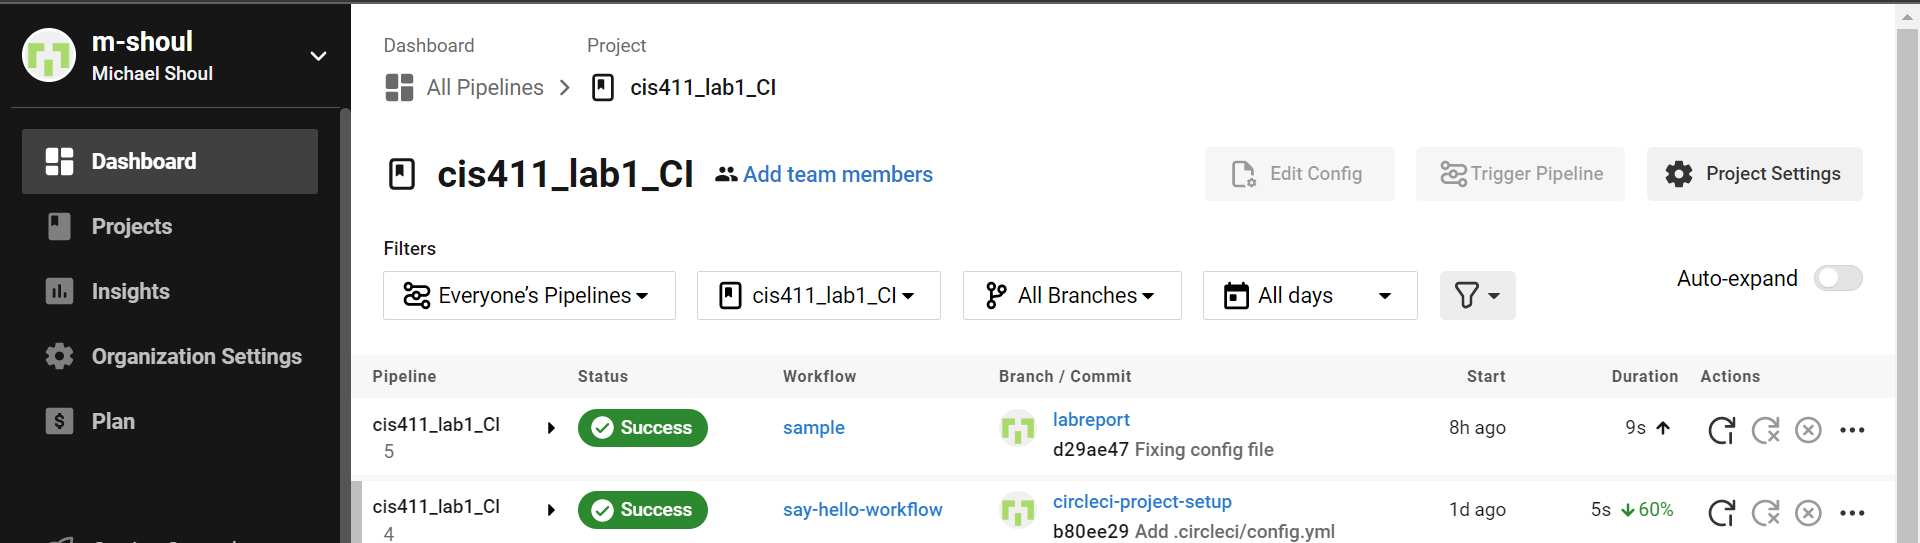 m-shoul
Michael Shoul
Dashboard
Projects
Insights
Organization Settings
Plan
Dashboard Project
All Pipelines cis411_lab1_CI
cis411_lab1_CI Add team members Edit Config Trigger Pipeline Project Settings
Filters
Everyone’s Pipelines cis411_lab1_CI All Branches All days Auto-expand
Pipeline Status Workflow Branch / Commit Start Duration Actions
cis411_lab1_CI Success sample labreport 8h ago 9s
5 d29ae47 Fixing config file
cis411_lab1_CI Success say-hello-workflow circleci-project-setup 1d ago 5s 60%
4 b80ee29 Add .circleci/config.yml